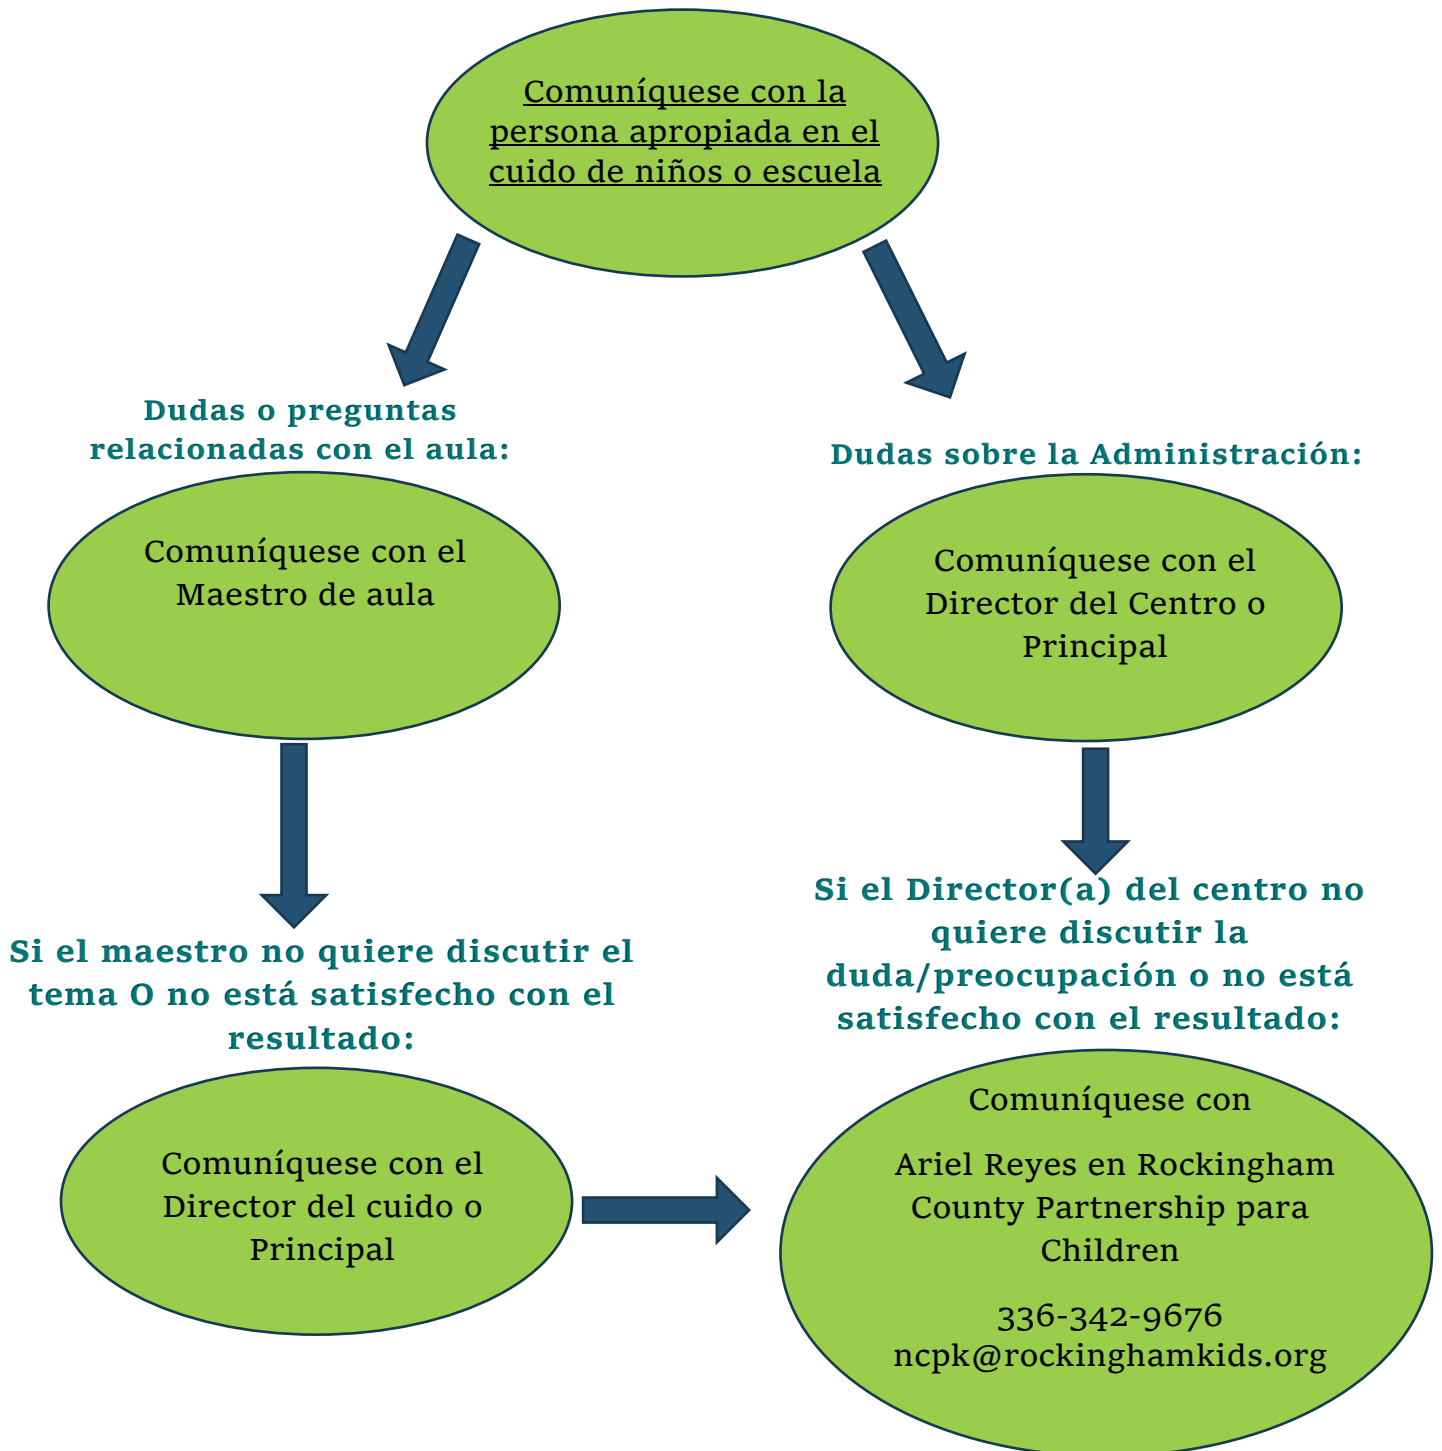 Comuníquese con la
persona apropiada en el
cuido de niños o escuela
Dudas o preguntas
relacionadas con el aula:
Comuníquese con el
Maestro de aula
Si el maestro no quiere discutir el
tema O no está satisfecho con el
resultado:
Comuníquese con el
Director del cuido o
Principal
Dudas sobre la Administración:
Comuníquese con el
Director del Centro o
Principal
Si el Director(a) del centro no
quiere discutir la
duda/preocupación o no está
satisfecho con el resultado:
Comuníquese con
Ariel Reyes en Rockingham
County Partnership para
Children
336-342-9676
ncpk@rockinghamkids.org